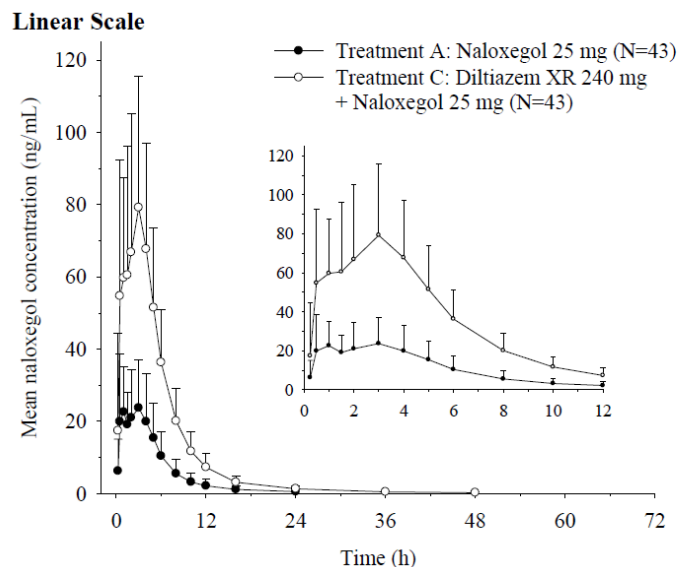 Linear Scale
Treatment A: Naloxegol 25 mg (N=43)
Treatment C: Diltiazem XR 240 mg
+ Naloxegol 25 mg (N=43)
Mean naloxegol concentration (ng/mL)
120
100
80
60
40
20
0
0 12 24 36 48 60 72
Time (h)
120
100
80
60
40
20
0
0 2 4 6 8 10 12